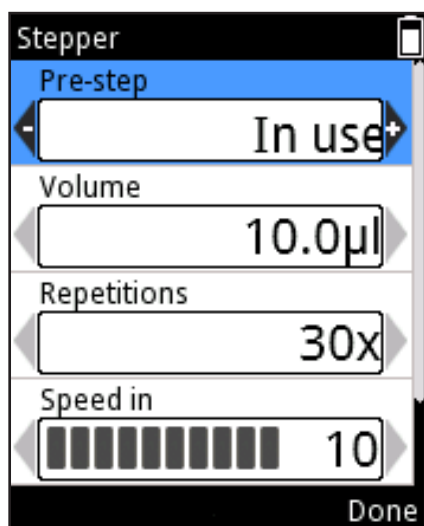 Stepper
Pre-step
- In use +
Volume
10.0µl
Repetitions
30x
Speed in
10
Done